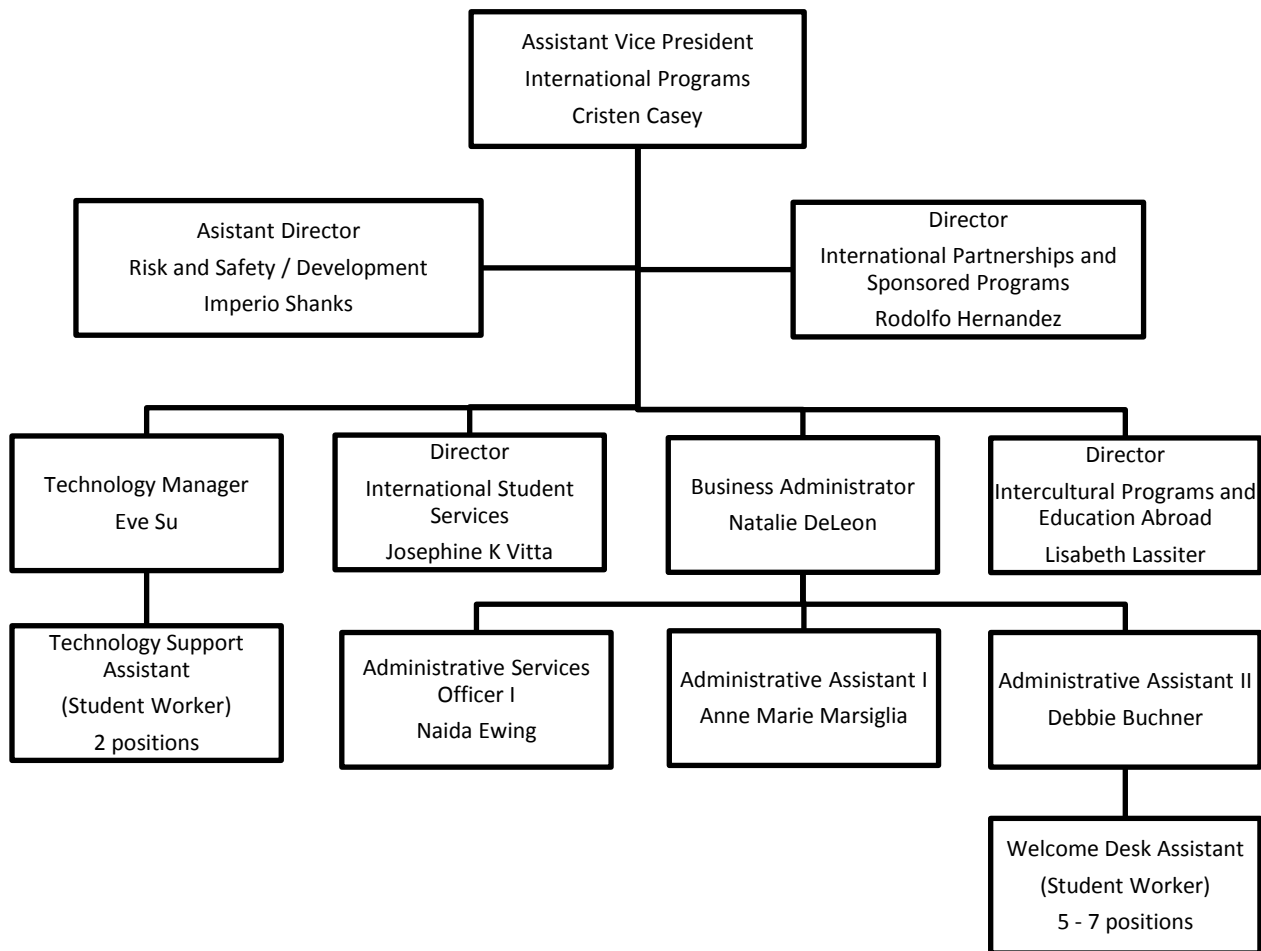 Assistant Vice President
International Programs
Cristen Casey
Asistant Director
Risk and Safety / Development
Imperio Shanks
Director
International Partnerships and
Sponsored Programs
Rodolfo Hernandez
Technology Manager
Eve Su
Director
International Student
Services
Josephine K Vitta
Business Administrator
Natalie DeLeon
Director
Intercultural Programs and
Education Abroad
Lisabeth Lassiter
Technology Support
Assistant
(Student Worker)
2 positions
Administrative Services
Officer I
Naida Ewing
Administrative Assistant I
Anne Marie Marsiglia
Administrative Assistant II
Debbie Buchner
Welcome Desk Assistant
(Student Worker)
5 - 7 positions